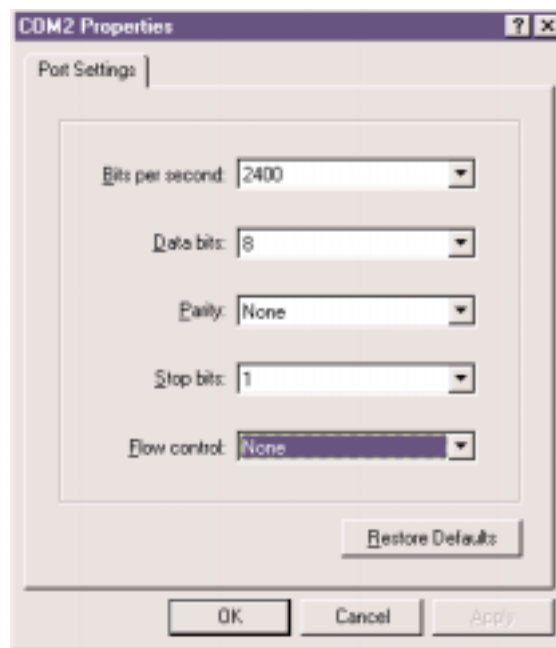 COM2 Properties
Port Settings
Bits per second: 2400
Data bits: 8
Parity: None
Stop bits: 1
Flow control: None
Restore Defaults
OK Cancel Apply